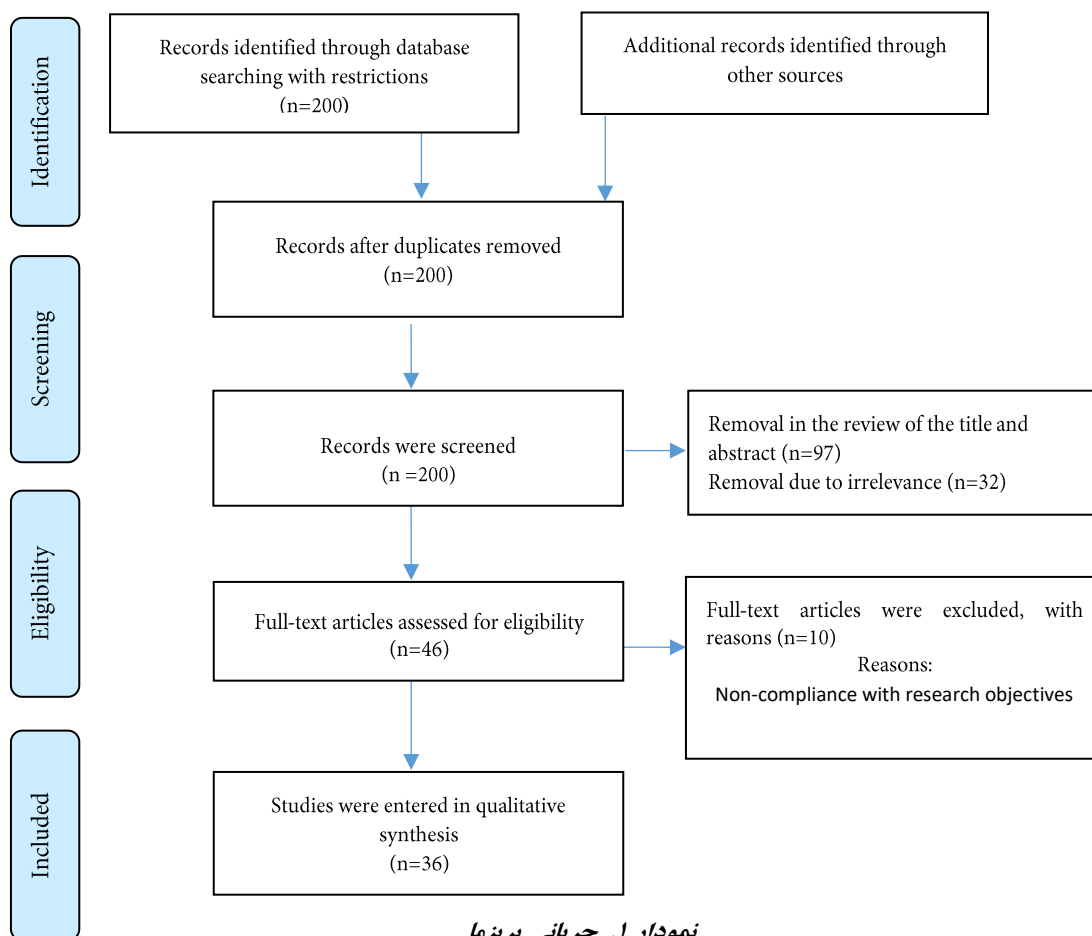 Identification
Records identified through database
searching with restrictions
(n=200)
Additional records identified through
other sources
Records after duplicates removed
(n=200)
Screening
Records were screened
(n =200)
Removal in the review of the title and
abstract (n=97)
Removal due to irrelevance (n=32)
Eligibility
Full-text articles assessed for eligibility
(n=46)
Full-text articles were excluded, with
reasons (n=10)
Reasons:
Non-compliance with research objectives
Included
Studies were entered in qualitative
synthesis
(n=36)
نمودار جریانی پریزما